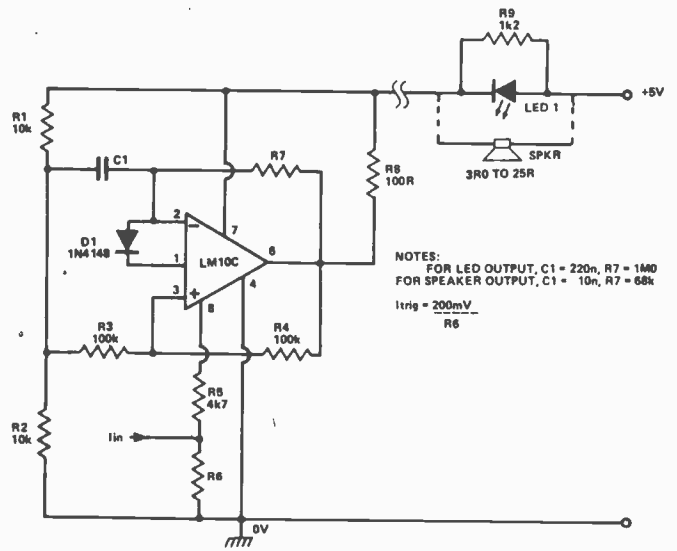 R9
1k2
+5V
LED 1
SPKR
3R0 TO 25R
R1
10k
C1
R7
R8
100R
2
7
D1
1N4148
1
LM10C
6
3
4
8
NOTES:
FOR LED OUTPUT, C1 = 220n, R7 = 1M0
FOR SPEAKER OUTPUT, C1 = 10n, R7 = 68k
Itrig = 200mV
R6
R3
100k
R4
100k
R5
4k7
R2
10k
Iin
R6
0V